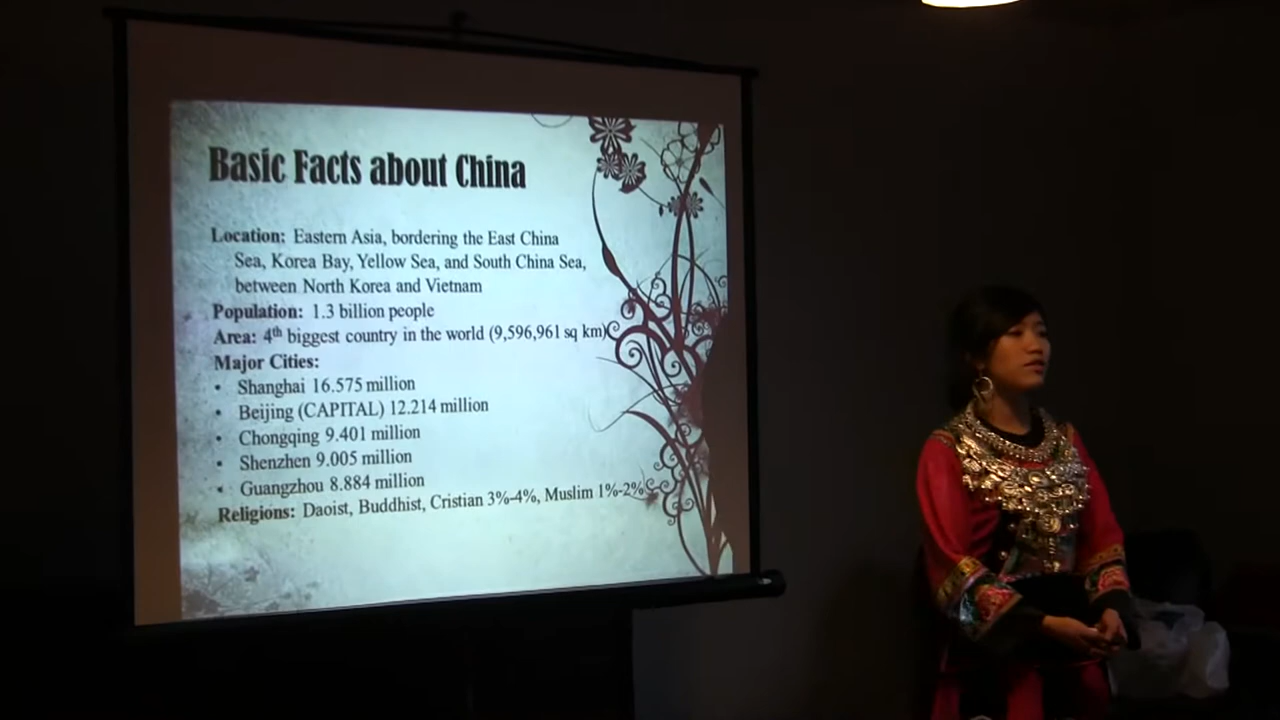 Basic Facts about China
Location: Eastern Asia, bordering the East China
Sea, Korea Bay, Yellow Sea, and South China Sea,
between North Korea and Vietnam
Population: 1.3 billion people
Area: 4th biggest country in the world (9,596,961 sq km)
Major Cities:
• Shanghai 16.575 million
• Beijing (CAPITAL) 12.214 million
• Chongqing 9.401 million
• Shenzhen 9.005 million
• Guangzhou 8.884 million
Religions: Daoist, Buddhist, Cristian 3%-4%, Muslim 1%-2%